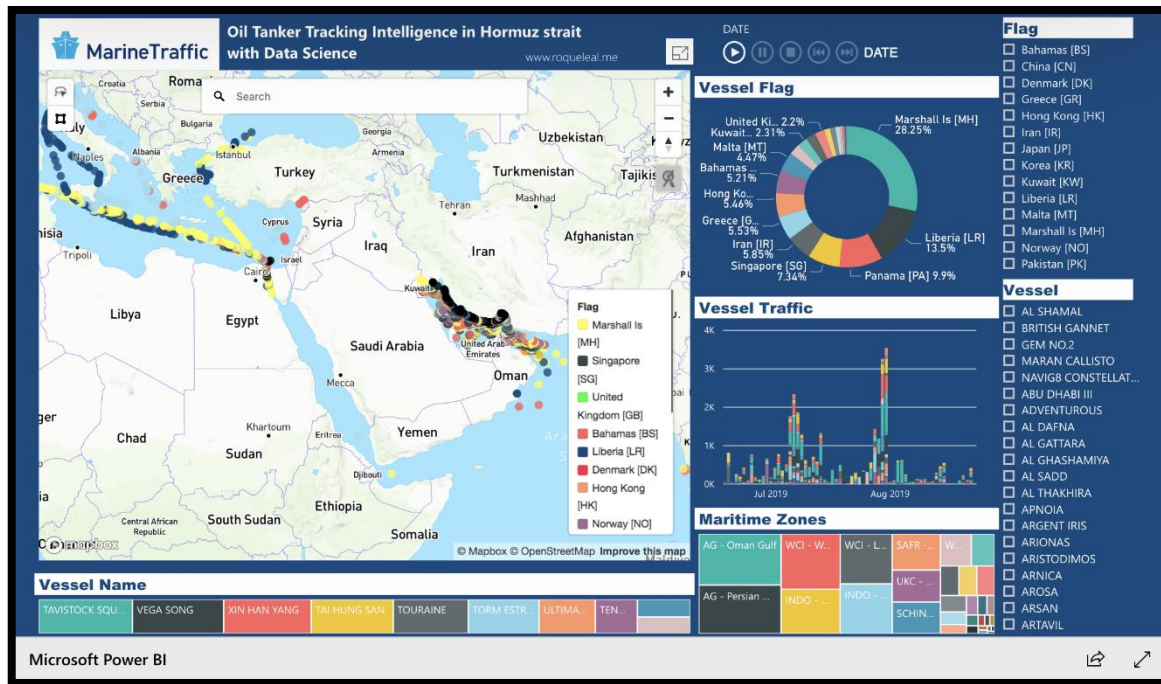 MarineTraffic
Oil Tanker Tracking Intelligence in Hormuz strait
with Data Science
www.roqueleal.me
Search
Croatia
Roma
Serbia
Bulgaria
Georgia
Uzbekistan
Naples
Albania
Istanbul
Armenia
Greece
Turkey
Turkmenistan
Tajikis
Mashhad
Tehran
Cyprus
Syria
Afghanistan
Tripoli
Israel
Iraq
Iran
Cairo
Kuwait
Libya
Egypt
Saudi Arabia
United Arab
Emirates
Oman
Mecca
Chad
Khartoum
Eritrea
Yemen
Sudan
Djibouti
Ethiopia
Central African
Republic
South Sudan
Somalia
mapbox
© Mapbox © OpenStreetMap Improve this map
Flag
Marshall Is
[MH]
Singapore
[SG]
United
Kingdom [GB]
Bahamas [BS]
Liberia [LR]
Denmark [DK]
Hong Kong
[HK]
Norway [NO]
Vessel Name
TAVISTOCK SQU...
VEGA SONG
XIN HAN YANG
TAI HUNG SAN
TOURAINE
TORM ESTR...
ULTIMA...
TEN...
DATE
DATE
Vessel Flag
United Ki... 2.2%
Kuwait... 2.31%
Malta [MT]
4.47%
Bahamas ...
5.21%
Hong Ko...
5.46%
Greece [G...
5.53%
Iran [IR]
5.85%
Singapore [SG]
7.34%
Panama [PA] 9.9%
Liberia [LR]
13.5%
Marshall Is [MH]
28.25%
Vessel Traffic
4K
3K
2K
1K
0K
Jul 2019
Aug 2019
Maritime Zones
AG - Oman Gulf
WCI - W...
WCI - L...
SAFR -...
W...
AG - Persian ...
INDO - ...
INDO - ...
UKC - ...
SCHIN...
Flag
Bahamas [BS]
China [CN]
Denmark [DK]
Greece [GR]
Hong Kong [HK]
Iran [IR]
Japan [JP]
Korea [KR]
Kuwait [KW]
Liberia [LR]
Malta [MT]
Marshall Is [MH]
Norway [NO]
Pakistan [PK]
Vessel
AL SHAMAL
BRITISH GANNET
GEM NO.2
MARAN CALLISTO
NAVIG8 CONSTELLAT...
ABU DHABI III
ADVENTUROUS
AL DAFNA
AL GATTARA
AL GHASHAMIYA
AL SADD
AL THAKHIRA
APNOIA
ARGENT IRIS
ARIONAS
ARISTODIMOS
ARNICA
AROSA
ARSAN
ARTAVIL
Microsoft Power BI